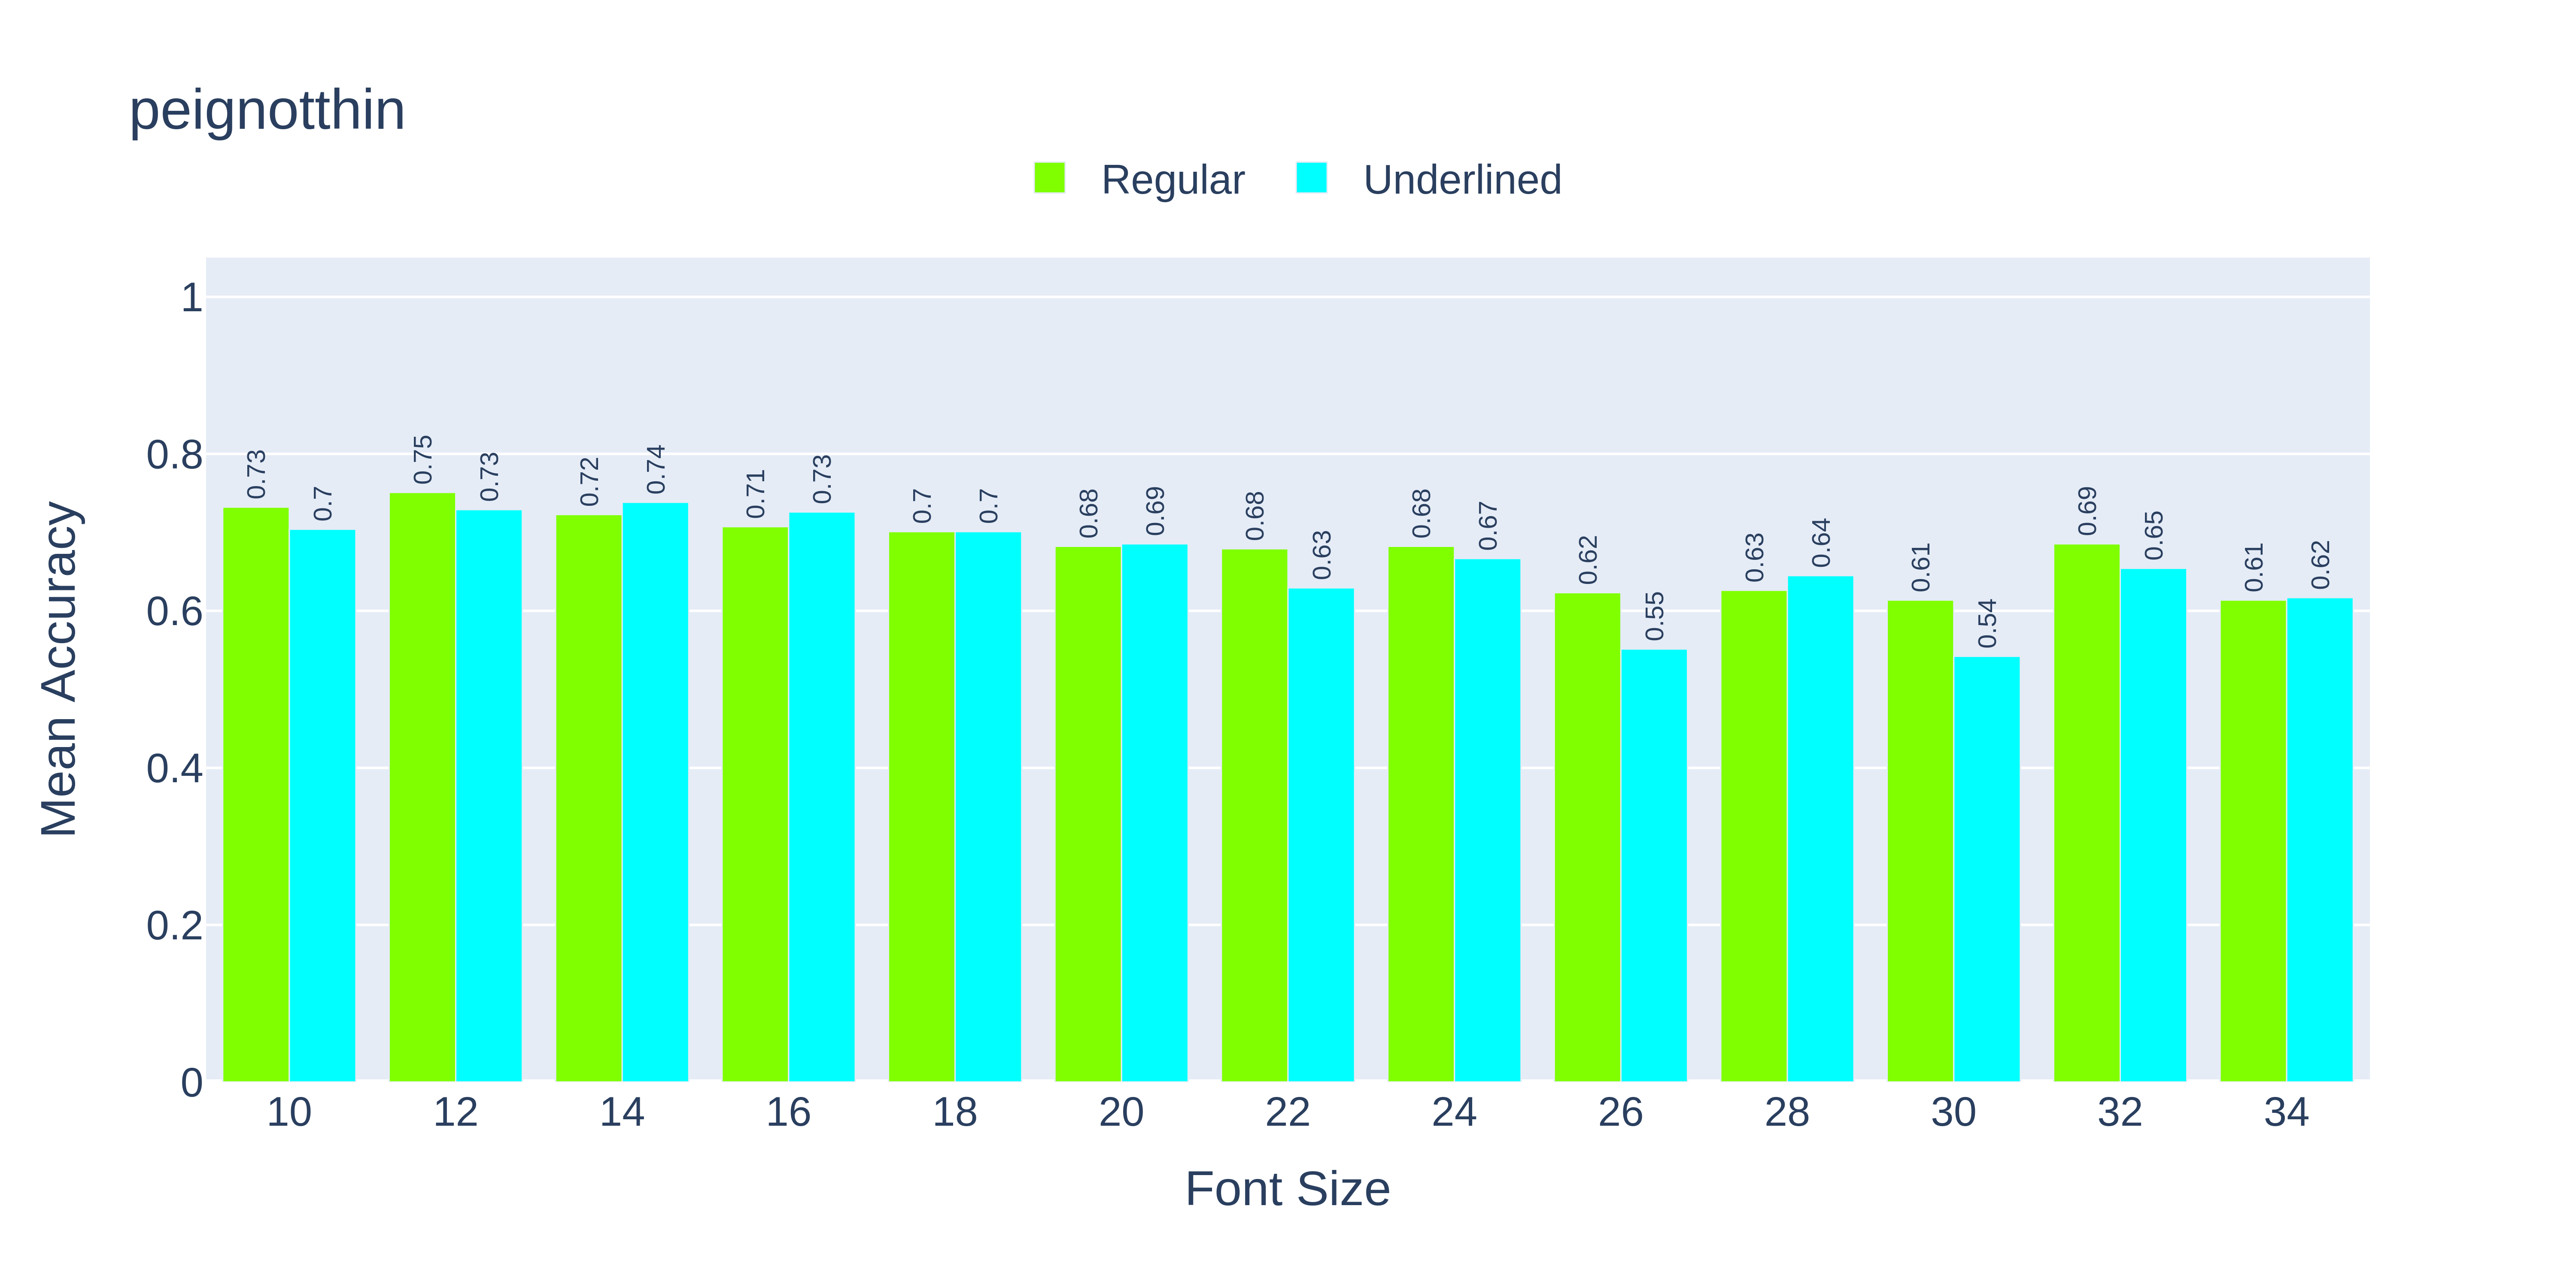 peignotthin
Regular Underlined
Mean Accuracy
1
0.8
0.6
0.4
0.2
0
0.73 0.7 0.75 0.73 0.72 0.74 0.71 0.73 0.7 0.7 0.68 0.69 0.68 0.63 0.68 0.67 0.62 0.55 0.63 0.64 0.61 0.54 0.69 0.65 0.61 0.62
10 12 14 16 18 20 22 24 26 28 30 32 34
Font Size